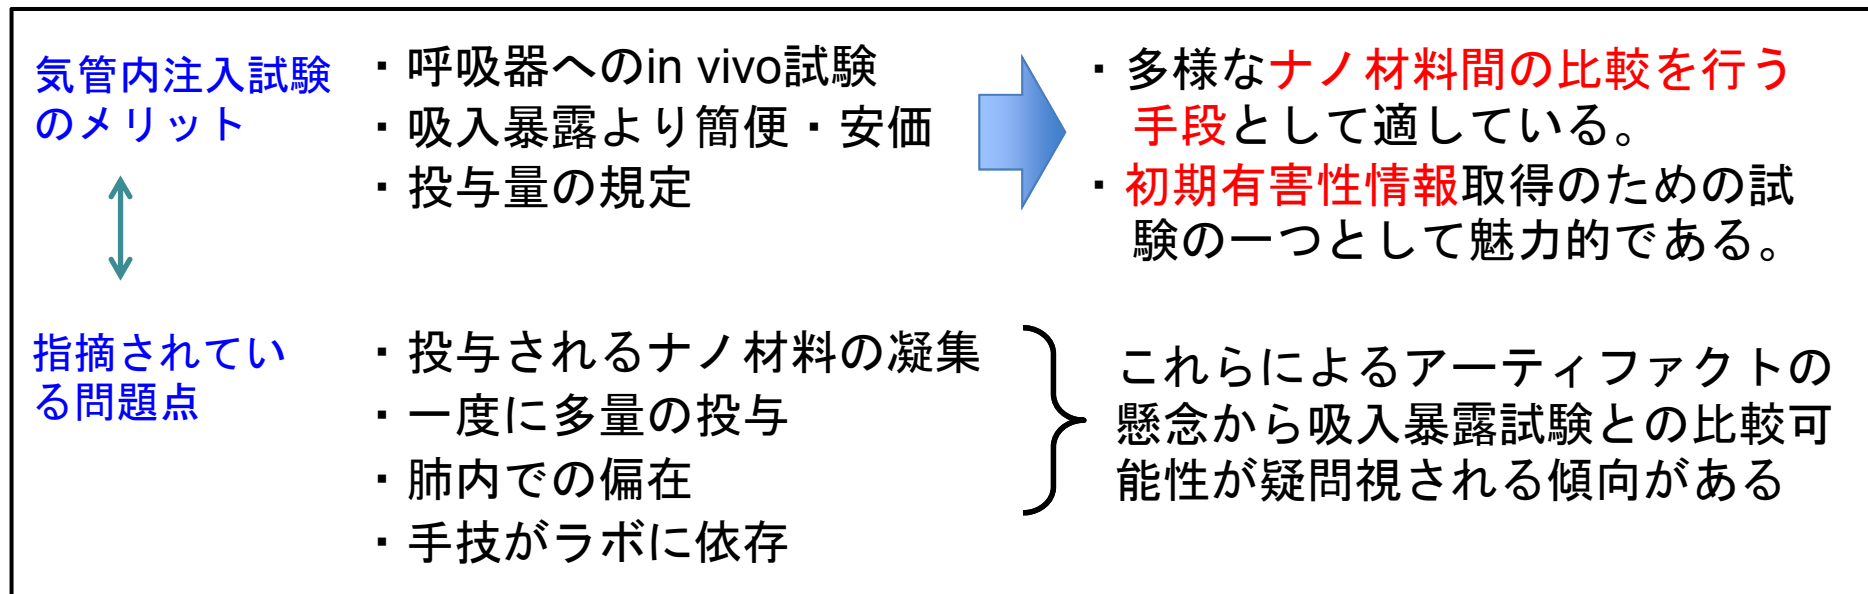 気管内注入試験
のメリット
・呼吸器へのin vivo試験
・吸入暴露より簡便・安価
・投与量の規定
・多様なナノ材料間の比較を行う
手段として適している。
・初期有害性情報取得のための試
験の一つとして魅力的である。
指摘されてい
る問題点
・投与されるナノ材料の凝集
・一度に多量の投与
・肺内での偏在
・手技がラボに依存
これらによるアーティファクトの
懸念から吸入暴露試験との比較可
能性が疑問視される傾向がある